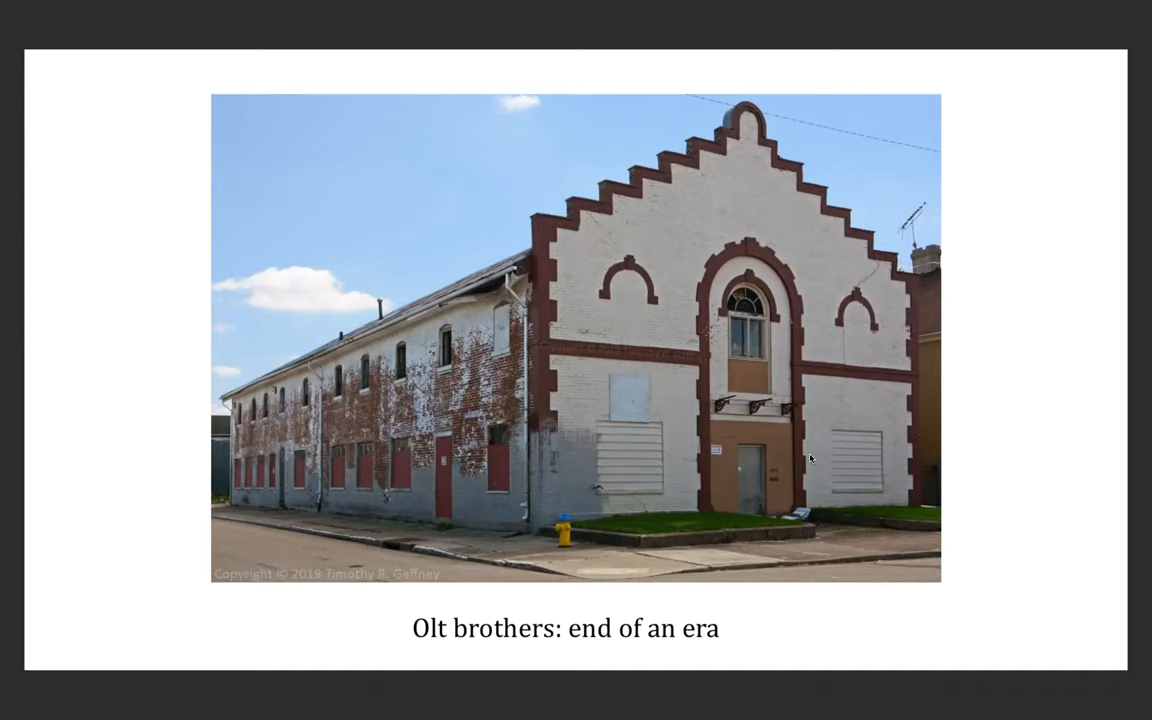 Copyright © 2019 Timothy R. Gaffney
Olt brothers: end of an era